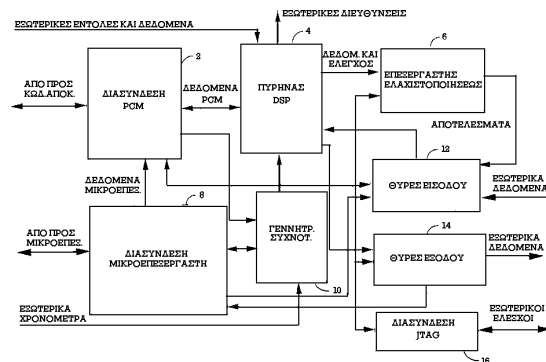 ΕΞΩΤΕΡΙΚΕΣ ΔΙΕΥΘΥΝΣΕΙΣ
ΕΞΩΤΕΡΙΚΕΣ ΕΝΤΟΛΕΣ ΚΑΙ ΔΕΔΟΜΕΝΑ
2
4
6
ΔΕΔΟΜ. ΚΑΙ
ΕΛΕΓΧΟΣ
ΑΠΟ ΠΡΟΣ
ΚΩΔ.ΑΠΟΚ.
ΔΙΑΣΥΝΔΕΣΗ
PCM
ΔΕΔΟΜΕΝΑ
PCM
ΠΥΡΗΝΑΣ
DSP
ΕΠΕΞΕΡΓΑΣΤΗΣ
ΕΛΑΧΙΣΤΟΠΟΙΗΣΕΩΣ
ΑΠΟΤΕΛΕΣΜΑΤΑ
12
ΔΕΔΟΜΕΝΑ
ΜΙΚΡΟΕΠΕΞ.
8
ΘΥΡΕΣ ΕΙΣΟΔΟΥ
ΕΞΩΤΕΡΙΚΑ
ΔΕΔΟΜΕΝΑ
ΑΠΟ ΠΡΟΣ
ΜΙΚΡΟΕΠΕΞ.
ΔΙΑΣΥΝΔΕΣΗ
ΜΙΚΡΟΕΠΕΞΕΡΓΑΣΤΗ
ΓΕΝΝΗΤΡ.
ΣΥΧΝΟΤ.
10
14
ΘΥΡΕΣ ΕΞΟΔΟΥ
ΕΞΩΤΕΡΙΚΑ
ΔΕΔΟΜΕΝΑ
ΕΞΩΤΕΡΙΚΑ
ΧΡΟΝΟΜΕΤΡΑ
ΔΙΑΣΥΝΔΕΣΗ
JTAG
16
ΕΞΩΤΕΡΙΚΟΙ
ΕΛΕΣΧΟΙ